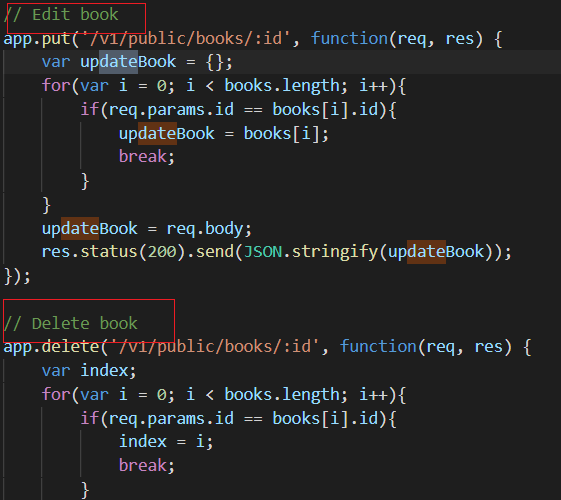 // Edit book
app.put('/v1/public/books/:id', function(req, res) {
var updateBook = {};
for(var i = 0; i < books.length; i++){
if(req.params.id == books[i].id){
updateBook = books[i];
break;
}
}
updateBook = req.body;
res.status(200).send(JSON.stringify(updateBook));
});
// Delete book
app.delete('/v1/public/books/:id', function(req, res) {
var index;
for(var i = 0; i < books.length; i++){
if(req.params.id == books[i].id){
index = i;
break;
}